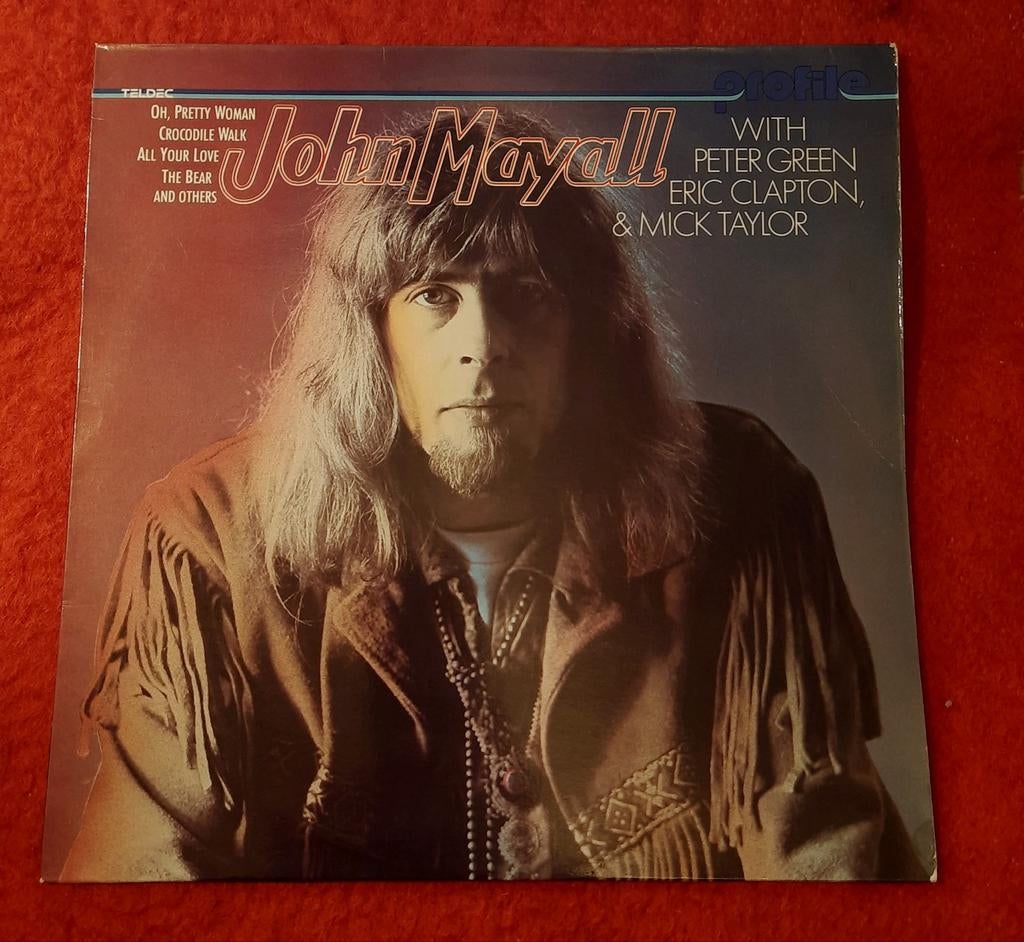 TELDEC
profile
OH, PRETTY WOMAN
CROCODILE WALK
ALL YOUR LOVE
THE BEAR
AND OTHERS
John Mayall
WITH
PETER GREEN
ERIC CLAPTON,
& MICK TAYLOR